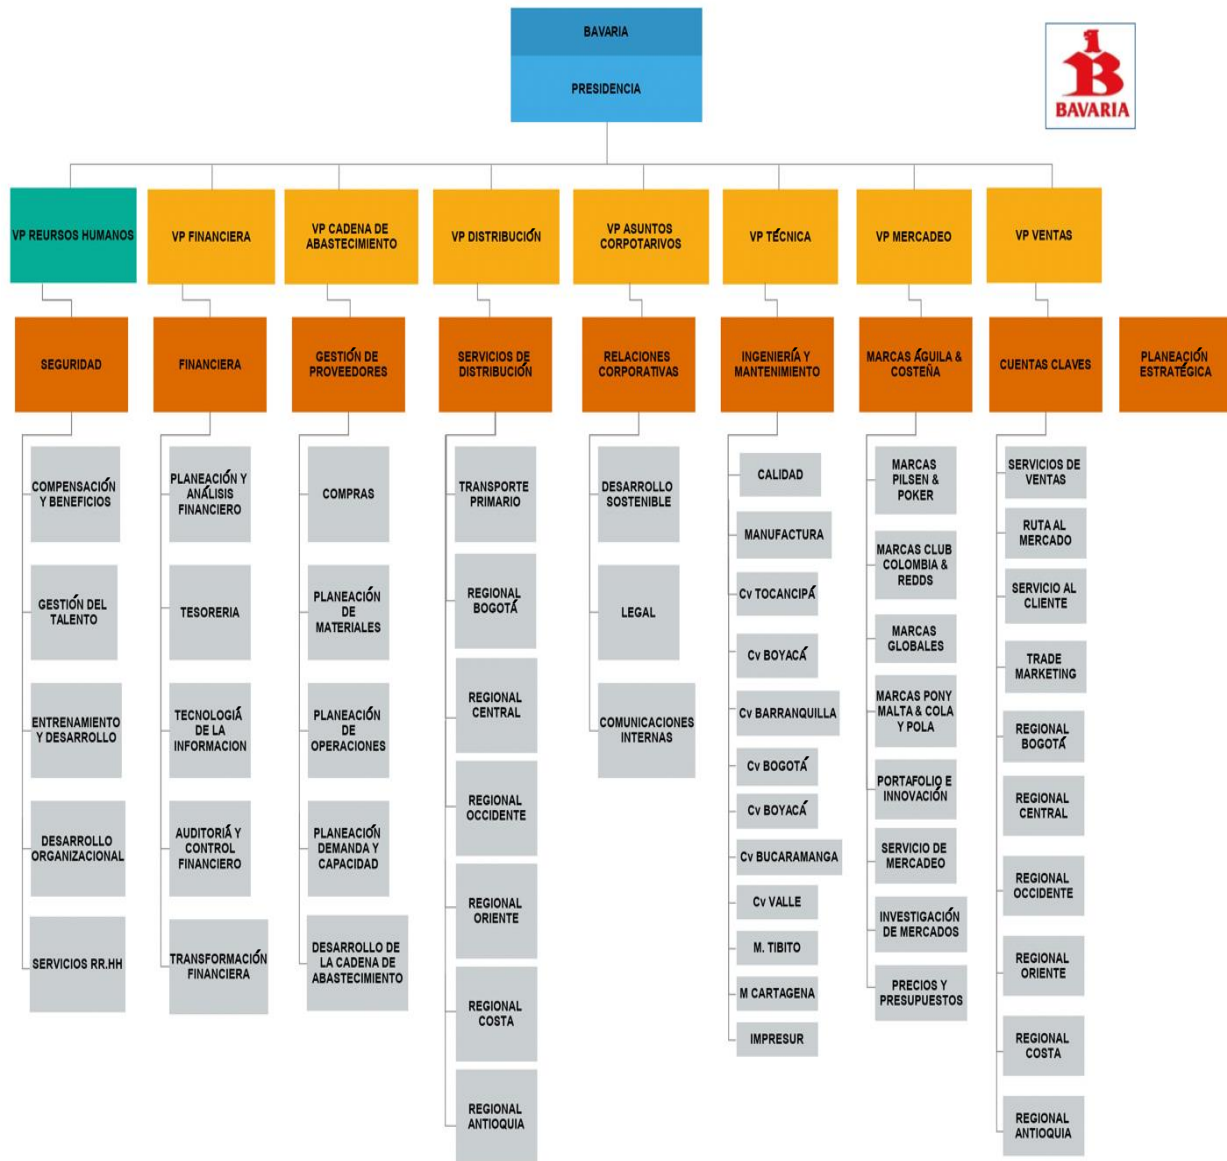 BAVARIA
PRESIDENCIA
BAVARIA
VP REURSOS HUMANOS
VP FINANCIERA
VP CADENA DE
ABASTECIMIENTO
VP DISTRIBUCIÓN
VP ASUNTOS
CORPOTARIVOS
VP TÉCNICA
VP MERCADEO
VP VENTAS
SEGURIDAD
FINANCIERA
GESTIÓN DE
PROVEEDORES
SERVICIOS DE
DISTRIBUCIÓN
RELACIONES
CORPORATIVAS
INGENIERÍA Y
MANTENIMIENTO
MARCAS ÁGUILA &
COSTEÑA
CUENTAS CLAVES
PLANEACIÓN
ESTRATÉGICA
COMPENSACIÓN
Y BENEFICIOS
GESTIÓN DEL
TALENTO
ENTRENAMIENTO
Y DESARROLLO
DESARROLLO
ORGANIZACIONAL
SERVICIOS RR.HH
PLANEACIÓN Y
ANÁLISIS
FINANCIERO
TESORERIA
TECNOLOGIÁ
DE LA
INFORMACION
AUDITORIÁ Y
CONTROL
FINANCIERO
TRANSFORMACIÓN
FINANCIERA
COMPRAS
PLANEACIÓN
DE
MATERIALES
PLANEACIÓN
DE
OPERACIONES
PLANEACIÓN
DEMANDA Y
CAPACIDAD
DESARROLLO DE
LA CADENA DE
ABASTECIMIENTO
TRANSPORTE
PRIMARIO
REGIONAL
BOGOTÁ
REGIONAL
CENTRAL
REGIONAL
OCCIDENTE
REGIONAL
ORIENTE
REGIONAL
COSTA
REGIONAL
ANTIOQUIA
DESARROLLO
SOSTENIBLE
LEGAL
COMUNICACIONES
INTERNAS
CALIDAD
MANUFACTURA
Cv TOCANCIPÁ
Cv BOYACÁ
Cv BARRANQUILLA
Cv BOGOTÁ
Cv BOYACÁ
Cv BUCARAMANGA
Cv VALLE
M. TIBITO
M CARTAGENA
IMPRESUR
MARCAS
PILSEN &
POKER
MARCAS CLUB
COLOMBIA &
REDDS
MARCAS
GLOBALES
MARCAS PONY
MALTA & COLA
Y POLA
PORTAFOLIO E
INNOVACIÓN
SERVICIO DE
MERCADEO
INVESTIGACIÓN
DE MERCADOS
PRECIOS Y
PRESUPUESTOS
SERVICIOS DE
VENTAS
RUTA AL
MERCADO
SERVICIO AL
CLIENTE
TRADE
MARKETING
REGIONAL
BOGOTÁ
REGIONAL
CENTRAL
REGIONAL
OCCIDENTE
REGIONAL
ORIENTE
REGIONAL
COSTA
REGIONAL
ANTIOQUIA